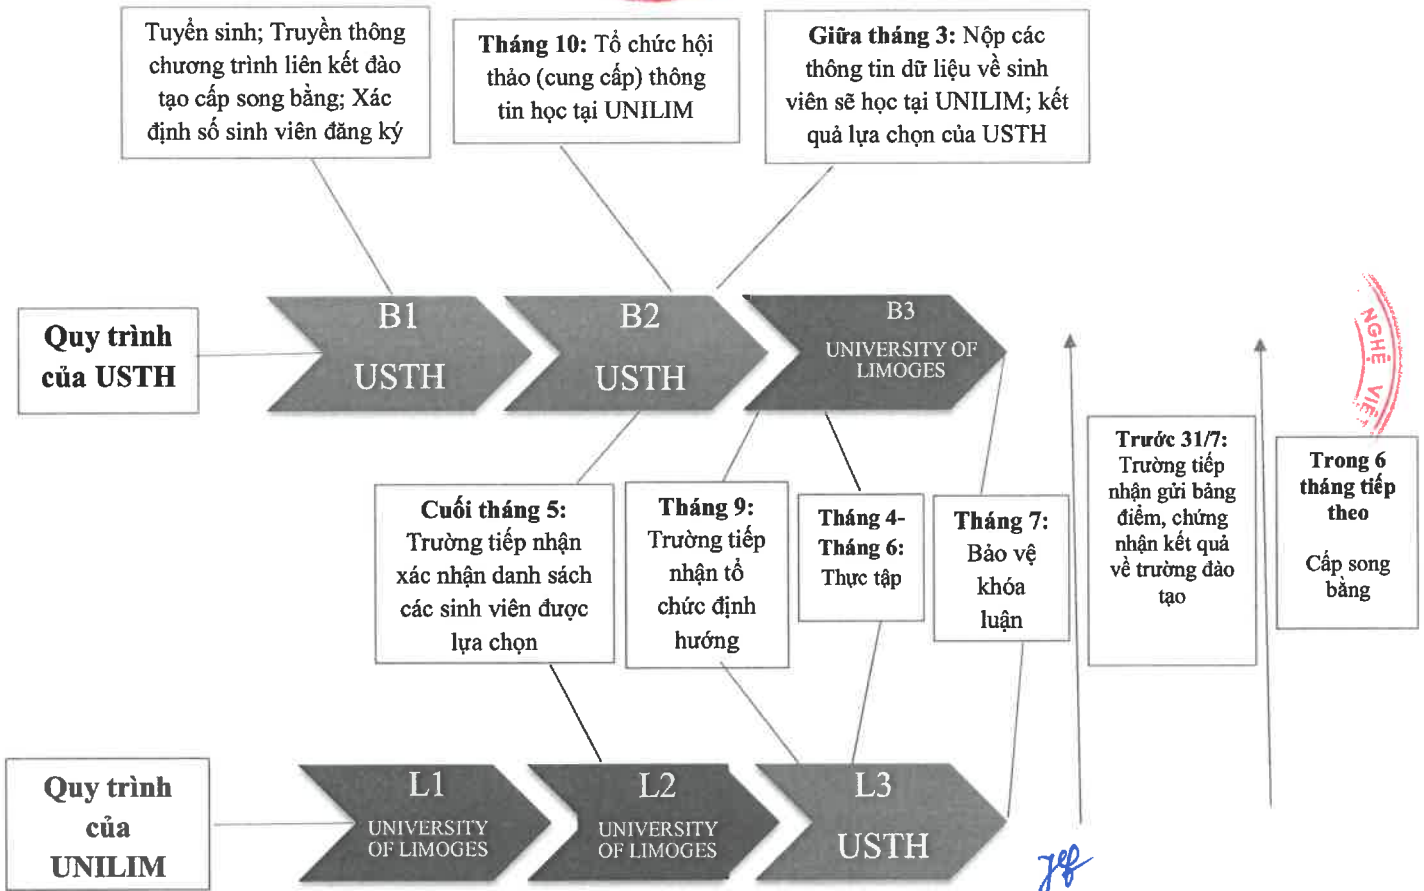 Tuyển sinh; Truyền thông
chương trình liên kết đào
tạo cấp song bằng; Xác
định số sinh viên đăng ký
Tháng 10: Tổ chức hội
thảo (cung cấp) thông
tin học tại UNILIM
Giữa tháng 3: Nộp các
thông tin dữ liệu về sinh
viên sẽ học tại UNILIM; kết
quả lựa chọn của USTH
Quy trình
của USTH
B1
USTH
B2
USTH
B3
UNIVERSITY OF
LIMOGES
NGHỆ VIỆT
Cuối tháng 5:
Trường tiếp nhận
xác nhận danh sách
các sinh viên được
lựa chọn
Tháng 9:
Trường tiếp
nhận tổ
chức định
hướng
Tháng 4-
Tháng 6:
Thực tập
Tháng 7:
Bảo vệ
khóa
luận
Trước 31/7:
Trường tiếp
nhận gửi bảng
điểm, chứng
nhận kết quả
về trường đào
tạo
Trong 6
tháng tiếp
theo
Cấp song
bằng
Quy trình
của
UNILIM
L1
UNIVERSITY
OF LIMOGES
L2
UNIVERSITY
OF LIMOGES
L3
USTH